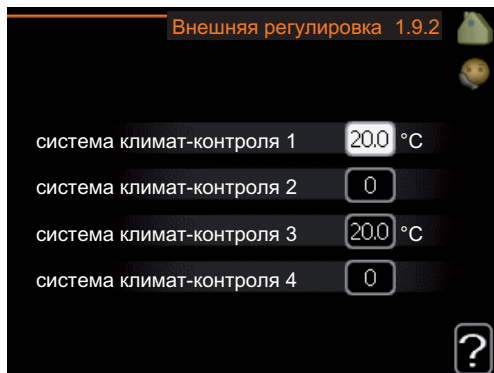 Внешняя регулировка 1.9.2
система климат-контроля 1 20.0 °C
система климат-контроля 2 0
система климат-контроля 3 20.0 °C
система климат-контроля 4 0
?